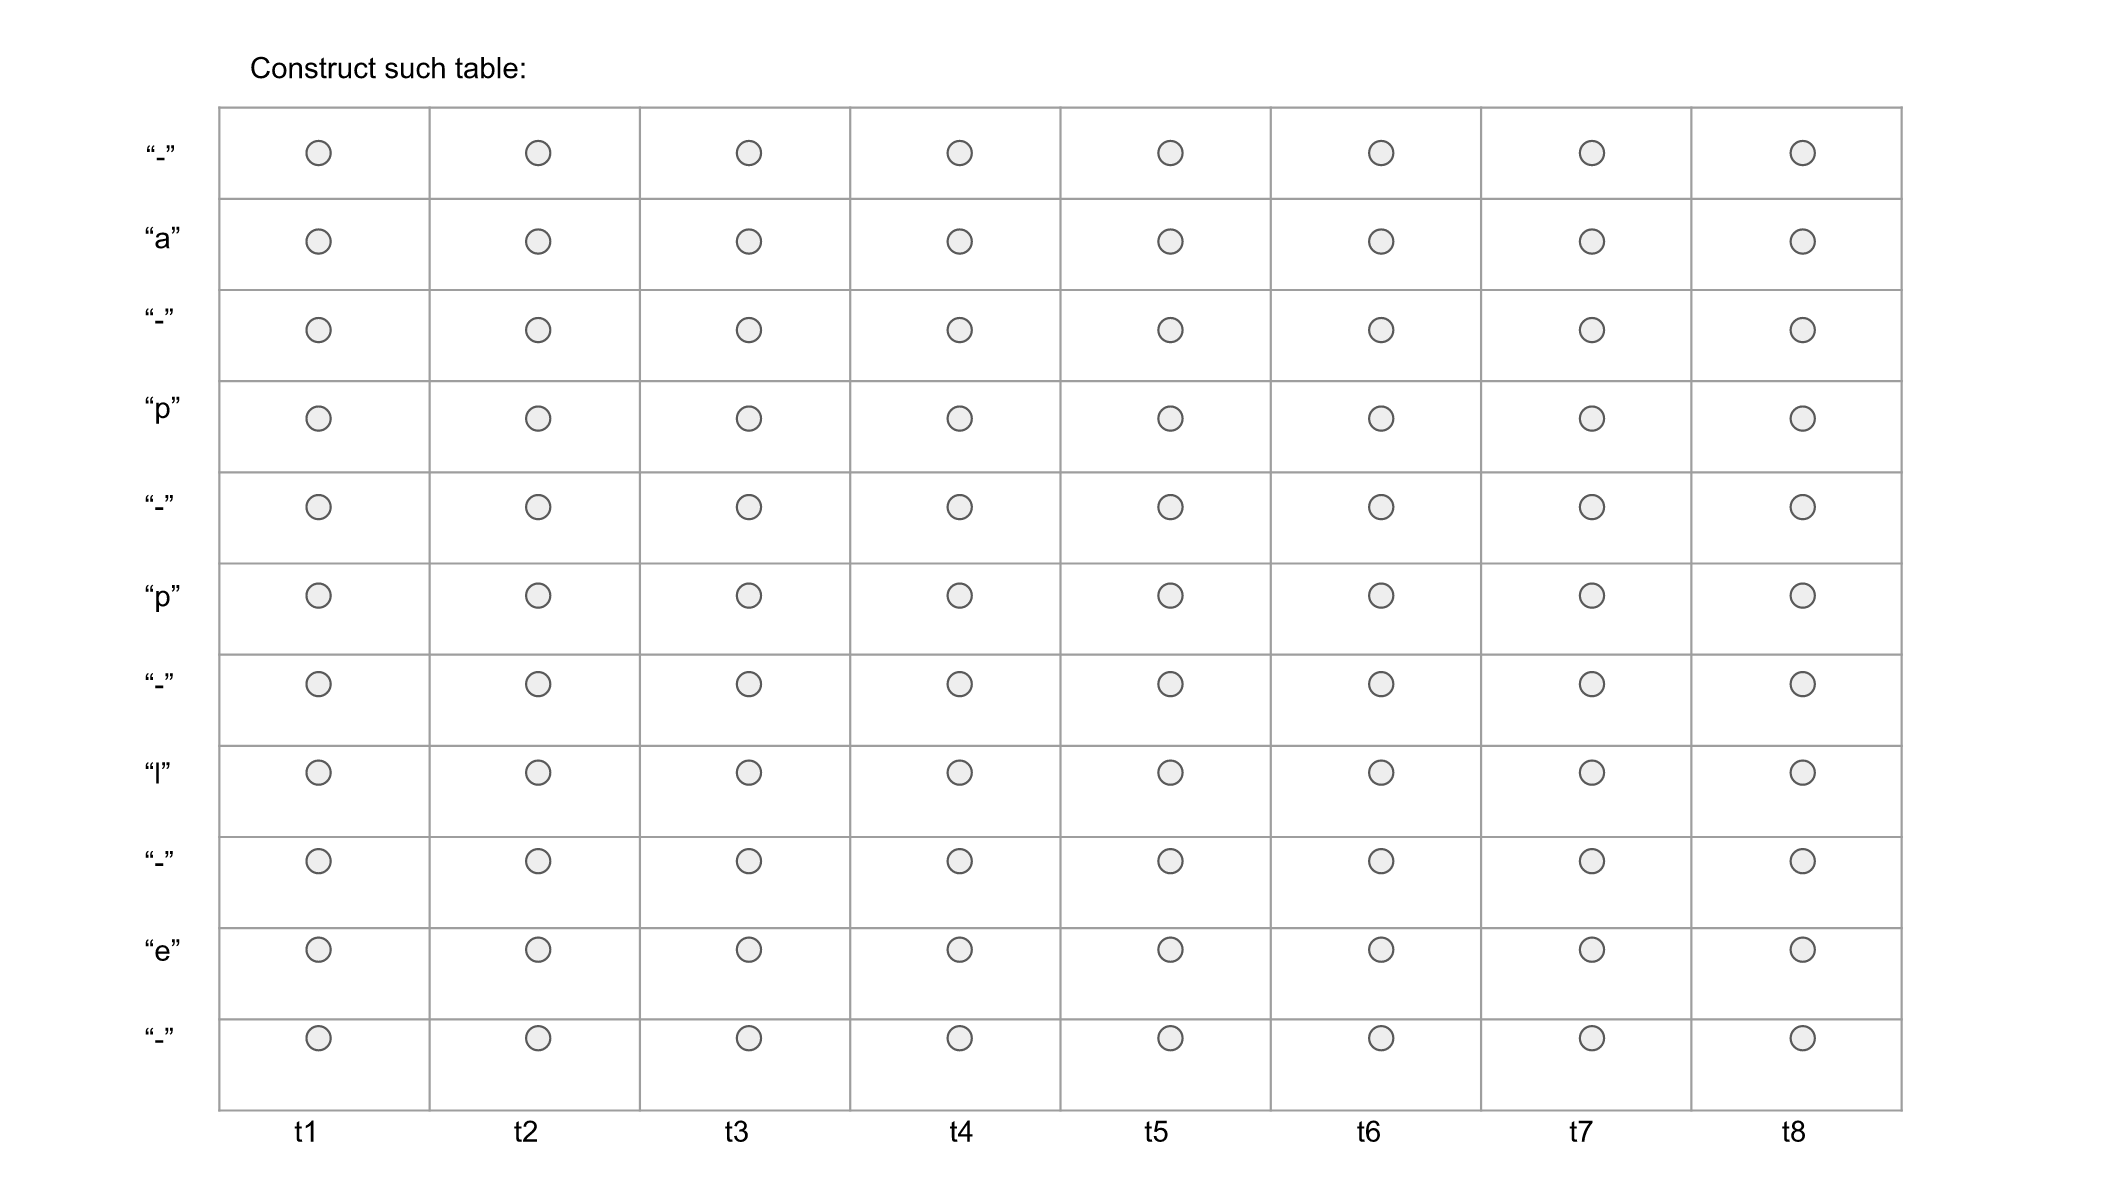 Construct such table:
“-”
“a”
“-”
“p”
“-”
“p”
“-”
“l”
“-”
“e”
“-”
t1 t2 t3 t4 t5 t6 t7 t8